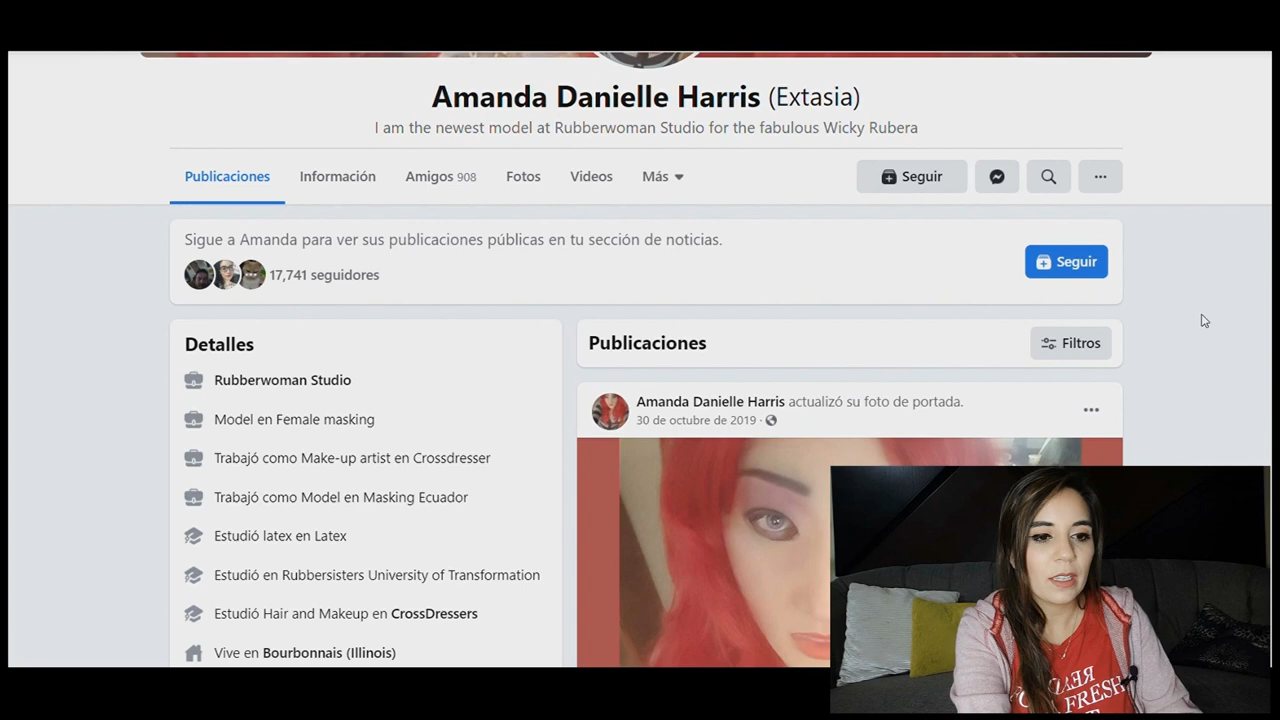 Amanda Danielle Harris (Extasia)
I am the newest model at Rubberwoman Studio for the fabulous Wicky Rubera
Publicaciones Información Amigos 908 Fotos Videos Más Seguir
Sigue a Amanda para ver sus publicaciones públicas en tu sección de noticias.
17,741 seguidores
Seguir
Detalles
Rubberwoman Studio
Model en Female masking
Trabajó como Make-up artist en Crossdresser
Trabajó como Model en Masking Ecuador
Estudió latex en Latex
Estudió en Rubbersisters University of Transformation
Estudió Hair and Makeup en CrossDressers
Vive en Bourbonnais (Illinois)
Publicaciones
Filtros
Amanda Danielle Harris actualizó su foto de portada.
30 de octubre de 2019
FRESH